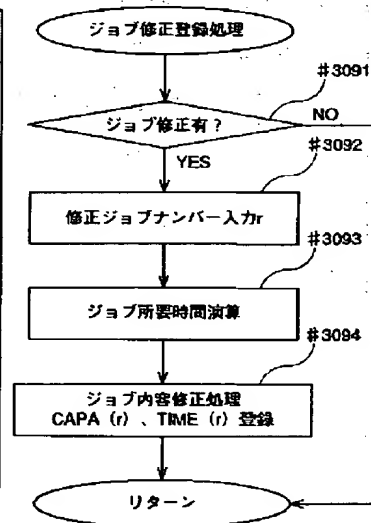 ジョブ修正登録処理
#3091
ジョブ修正有？
NO
YES
#3092
修正ジョブナンバー入力r
#3093
ジョブ所要時間演算
#3094
ジョブ内容修正処理
CAPA（r）、TIME（r）登録
リターン